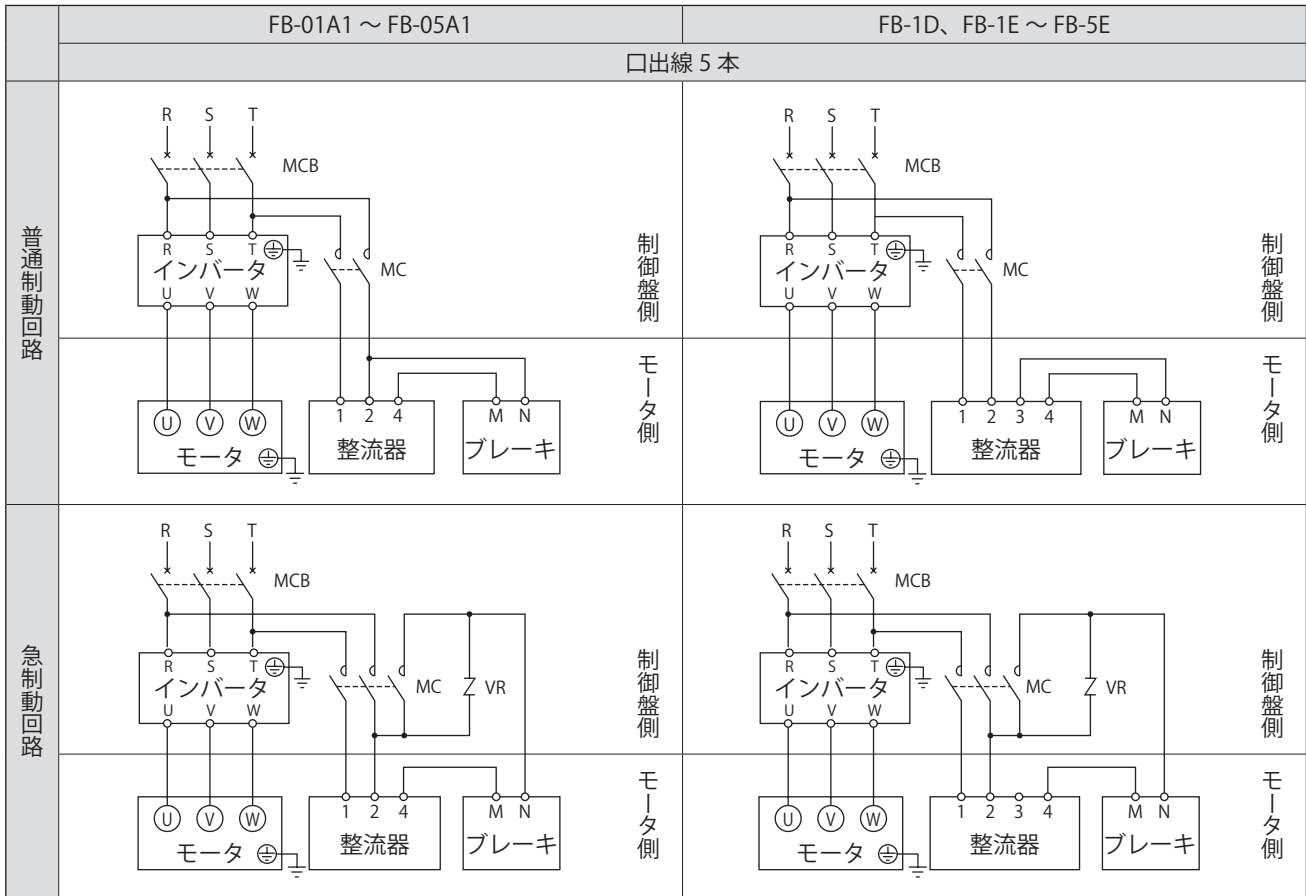 FB-01A1 ～ FB-05A1
FB-1D、FB-1E ～ FB-5E
口出線 5 本
普通制動回路
R S T
MCB
R S T
インバータ
U V W
MC
制御盤側
U V W
モータ
1 2 4
整流器
M N
ブレーキ
モータ側
R S T
MCB
R S T
インバータ
U V W
MC
制御盤側
U V W
モータ
1 2 3 4
整流器
M N
ブレーキ
モータ側
急制動回路
R S T
MCB
R S T
インバータ
U V W
MC
VR
制御盤側
U V W
モータ
1 2 4
整流器
M N
ブレーキ
モータ側
R S T
MCB
R S T
インバータ
U V W
MC
VR
制御盤側
U V W
モータ
1 2 3 4
整流器
M N
ブレーキ
モータ側